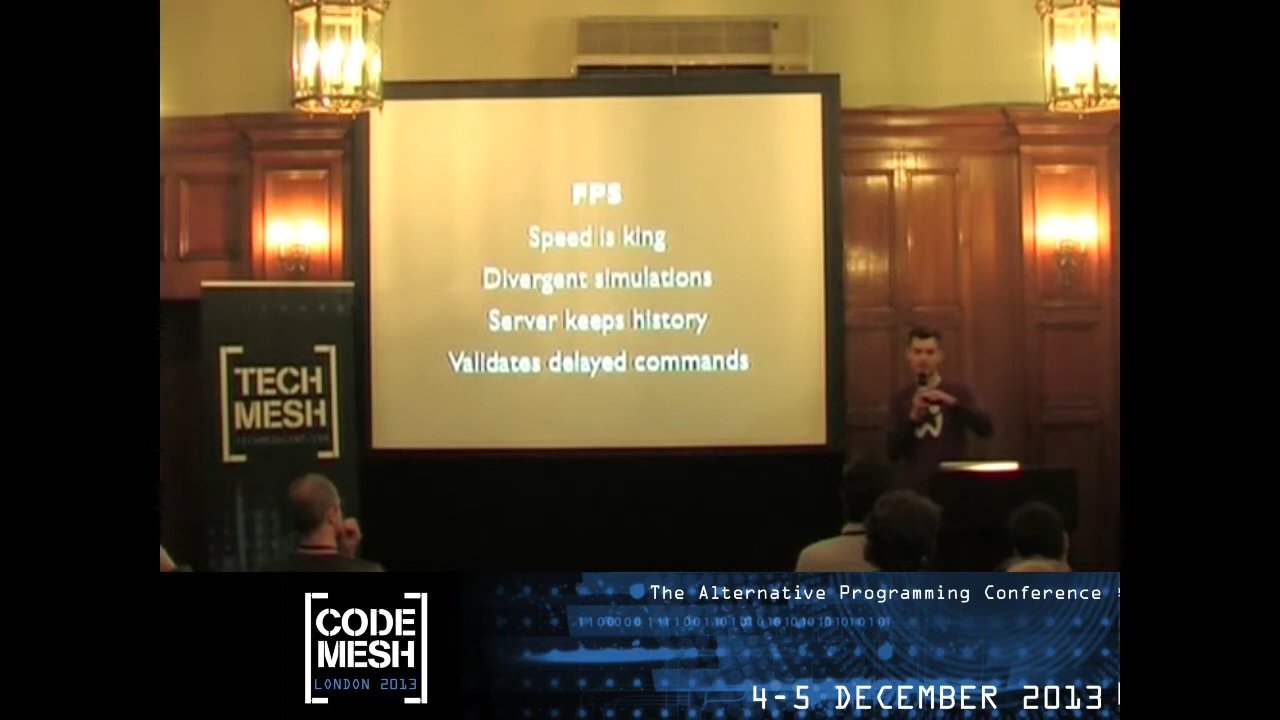 FPS
Speed is king
Divergent simulations
Server keeps history
Validates delayed commands
TECH
MESH
CODE
MESH
LONDON 2013
The Alternative Programming Conference
4-5 DECEMBER 2013